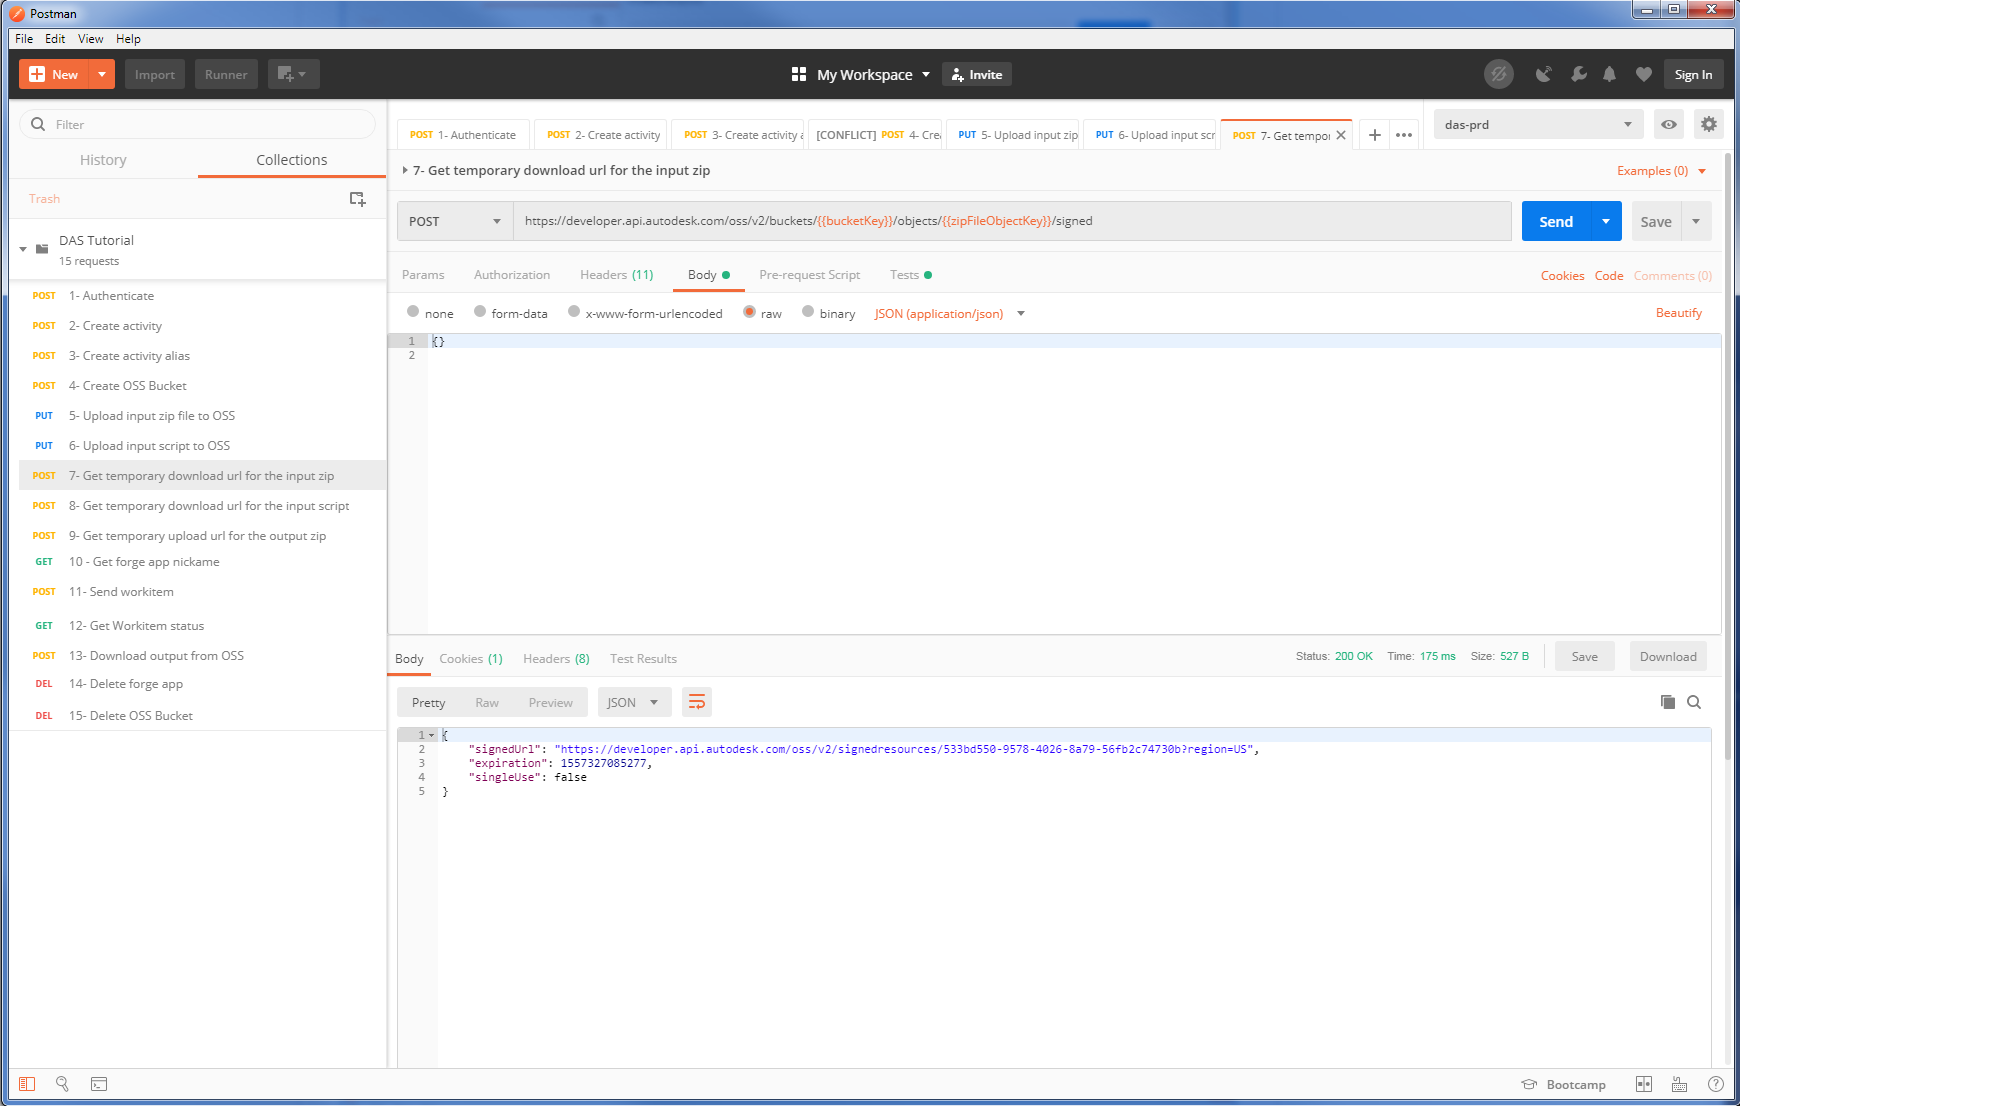 Postman
File Edit View Help
New Import Runner My Workspace Invite Sign In
Filter
History Collections
Trash
DAS Tutorial
15 requests
POST 1- Authenticate
POST 2- Create activity
POST 3- Create activity alias
POST 4- Create OSS Bucket
PUT 5- Upload input zip file to OSS
PUT 6- Upload input script to OSS
POST 7- Get temporary download url for the input zip
POST 8- Get temporary download url for the input script
POST 9- Get temporary upload url for the output zip
GET 10 - Get forge app nickame
POST 11- Send workitem
GET 12- Get Workitem status
POST 13- Download output from OSS
DEL 14- Delete forge app
DEL 15- Delete OSS Bucket
POST 1- Authenticate POST 2- Create activity POST 3- Create activity a [CONFLICT] POST 4- Cre PUT 5- Upload input zip PUT 6- Upload input scr POST 7- Get tempor
das-prd
7- Get temporary download url for the input zip Examples (0)
POST https://developer.api.autodesk.com/oss/v2/buckets/{{bucketKey}}/objects/{{zipFileObjectKey}}/signed Send Save
Params Authorization Headers (11) Body Pre-request Script Tests Cookies Code Comments (0)
none form-data x-www-form-urlencoded raw binary JSON (application/json) Beautify
1 {}
2
Body Cookies (1) Headers (8) Test Results Status: 200 OK Time: 175 ms Size: 527 B Save Download
Pretty Raw Preview JSON
1 {
2 "signedUrl": "https://developer.api.autodesk.com/oss/v2/signedresources/533bd550-9578-4026-8a79-56fb2c74730b?region=US",
3 "expiration": 1557327085277,
4 "singleUse": false
5 }
Bootcamp